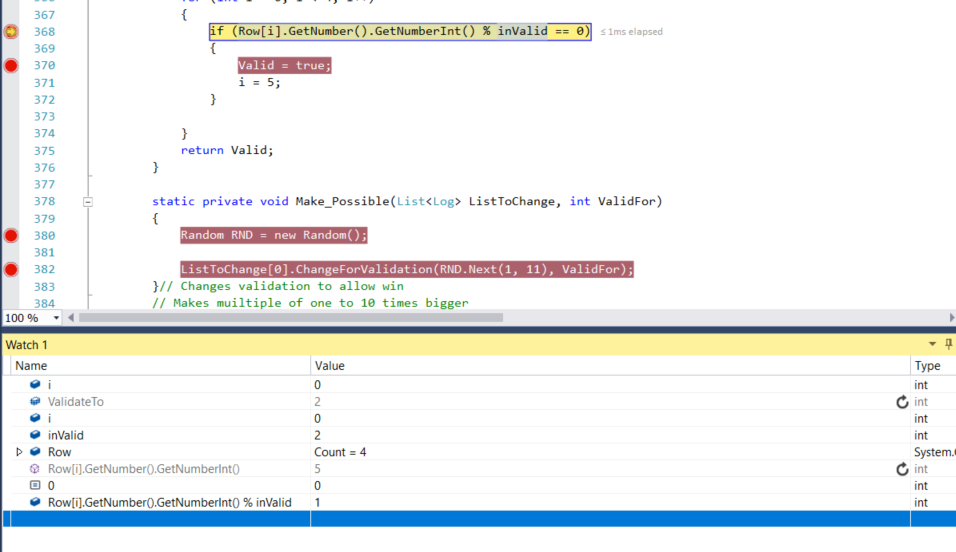 367 {
368 if (Row[i].GetNumber().GetNumberInt() % inValid == 0) ≤ 1ms elapsed
369 {
370 Valid = true;
371 i = 5;
372 }
373
374 }
375 return Valid;
376 }
377
378 static private void Make_Possible(List<Log> ListToChange, int ValidFor)
379 {
380 Random RND = new Random();
381
382 ListToChange[0].ChangeForValidation(RND.Next(1, 11), ValidFor);
383 }// Changes validation to allow win
384 // Makes muiltiple of one to 10 times bigger
100 %
Watch 1
Name Value Type
i 0 int
ValidateTo 2 int
i 0 int
inValid 2 int
Row Count = 4 System.
Row[i].GetNumber().GetNumberInt() 5 int
0 0 int
Row[i].GetNumber().GetNumberInt() % inValid 1 int